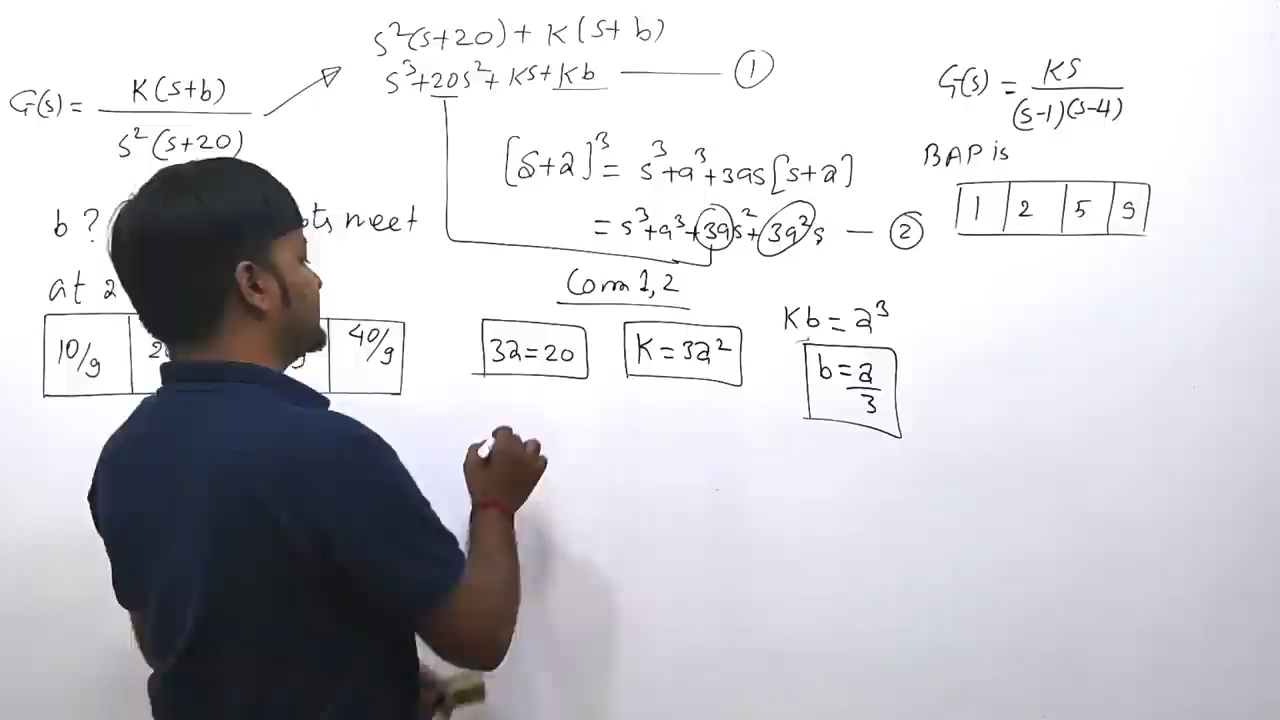 s²(s+20) + K(s+b)
s³+20s²+Ks+Kb ——— ①
G(s) = K(s+b) / s²(s+20)
b ? meet
at 2
10/9
40/9
[s+a]³ = s³+a³+3as[s+a]
= s³+a³+3as²+3a²s — ②
Com 1,2
3a=20
K=3a²
Kb = a³
b = a/3
G(s) = KS / (s-1)(s-4)
BAP is
1 2 5 9